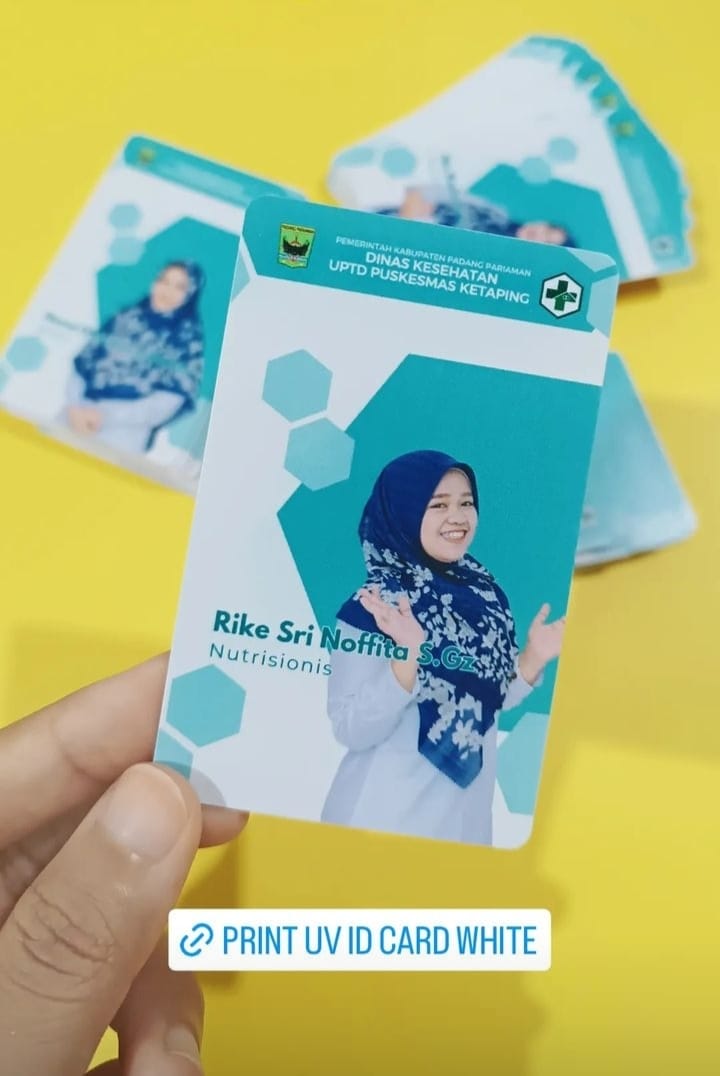 PEMERINTAH KABUPATEN PADANG PARIAMAN
DINAS KESEHATAN
UPTD PUSKESMAS KETAPING
Rike Sri Noffita S.Gz
Nutrisionis
PRINT UV ID CARD WHITE